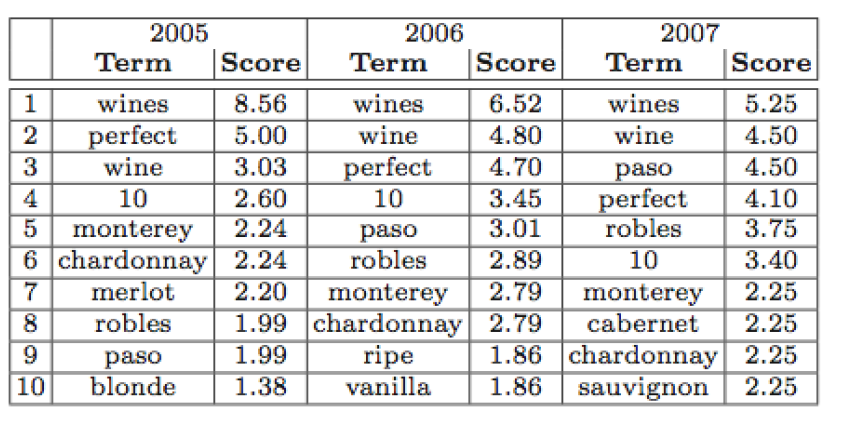 2005 2006 2007
Term Score Term Score Term Score
1 wines 8.56 wines 6.52 wines 5.25
2 perfect 5.00 wine 4.80 wine 4.50
3 wine 3.03 perfect 4.70 paso 4.50
4 10 2.60 10 3.45 perfect 4.10
5 monterey 2.24 paso 3.01 robles 3.75
6 chardonnay 2.24 robles 2.89 10 3.40
7 merlot 2.20 monterey 2.79 monterey 2.25
8 robles 1.99 chardonnay 2.79 cabernet 2.25
9 paso 1.99 ripe 1.86 chardonnay 2.25
10 blonde 1.38 vanilla 1.86 sauvignon 2.25